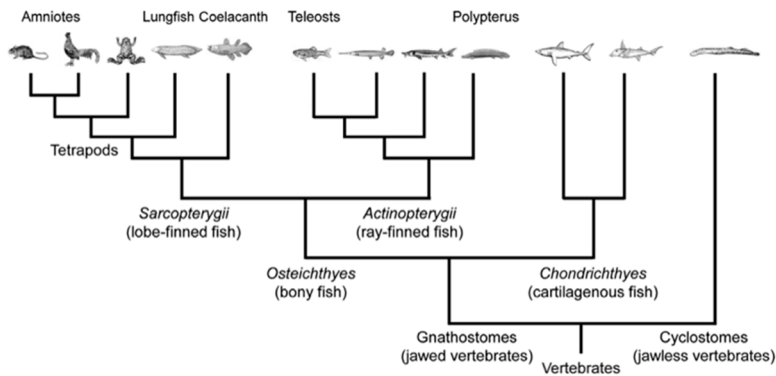 Amniotes
Lungfish Coelacanth
Teleosts
Polypterus
Tetrapods
Sarcopterygii
(lobe-finned fish)
Actinopterygii
(ray-finned fish)
Osteichthyes
(bony fish)
Chondrichthyes
(cartilagenous fish)
Gnathostomes
(jawed vertebrates)
Cyclostomes
(jawless vertebrates)
Vertebrates